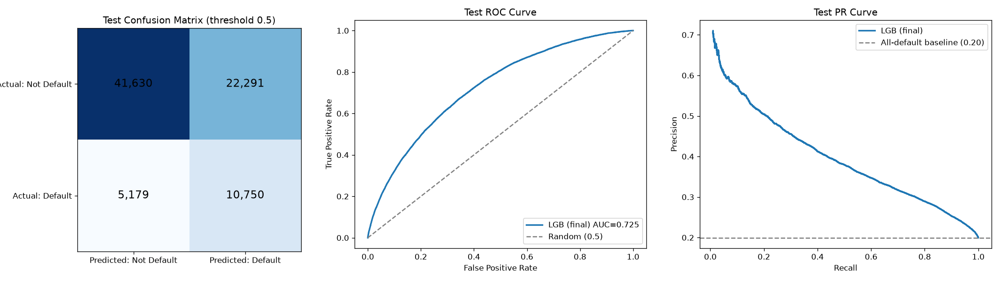 Test Confusion Matrix (threshold 0.5)
Actual: Not Default
41,630
22,291
Actual: Default
5,179
10,750
Predicted: Not Default
Predicted: Default
Test ROC Curve
True Positive Rate
1.0
0.8
0.6
0.4
0.2
0.0
LGB (final) AUC=0.725
Random (0.5)
0.0
0.2
0.4
0.6
0.8
1.0
False Positive Rate
Test PR Curve
Precision
0.7
0.6
0.5
0.4
0.3
0.2
LGB (final)
All-default baseline (0.20)
0.0
0.2
0.4
0.6
0.8
1.0
Recall